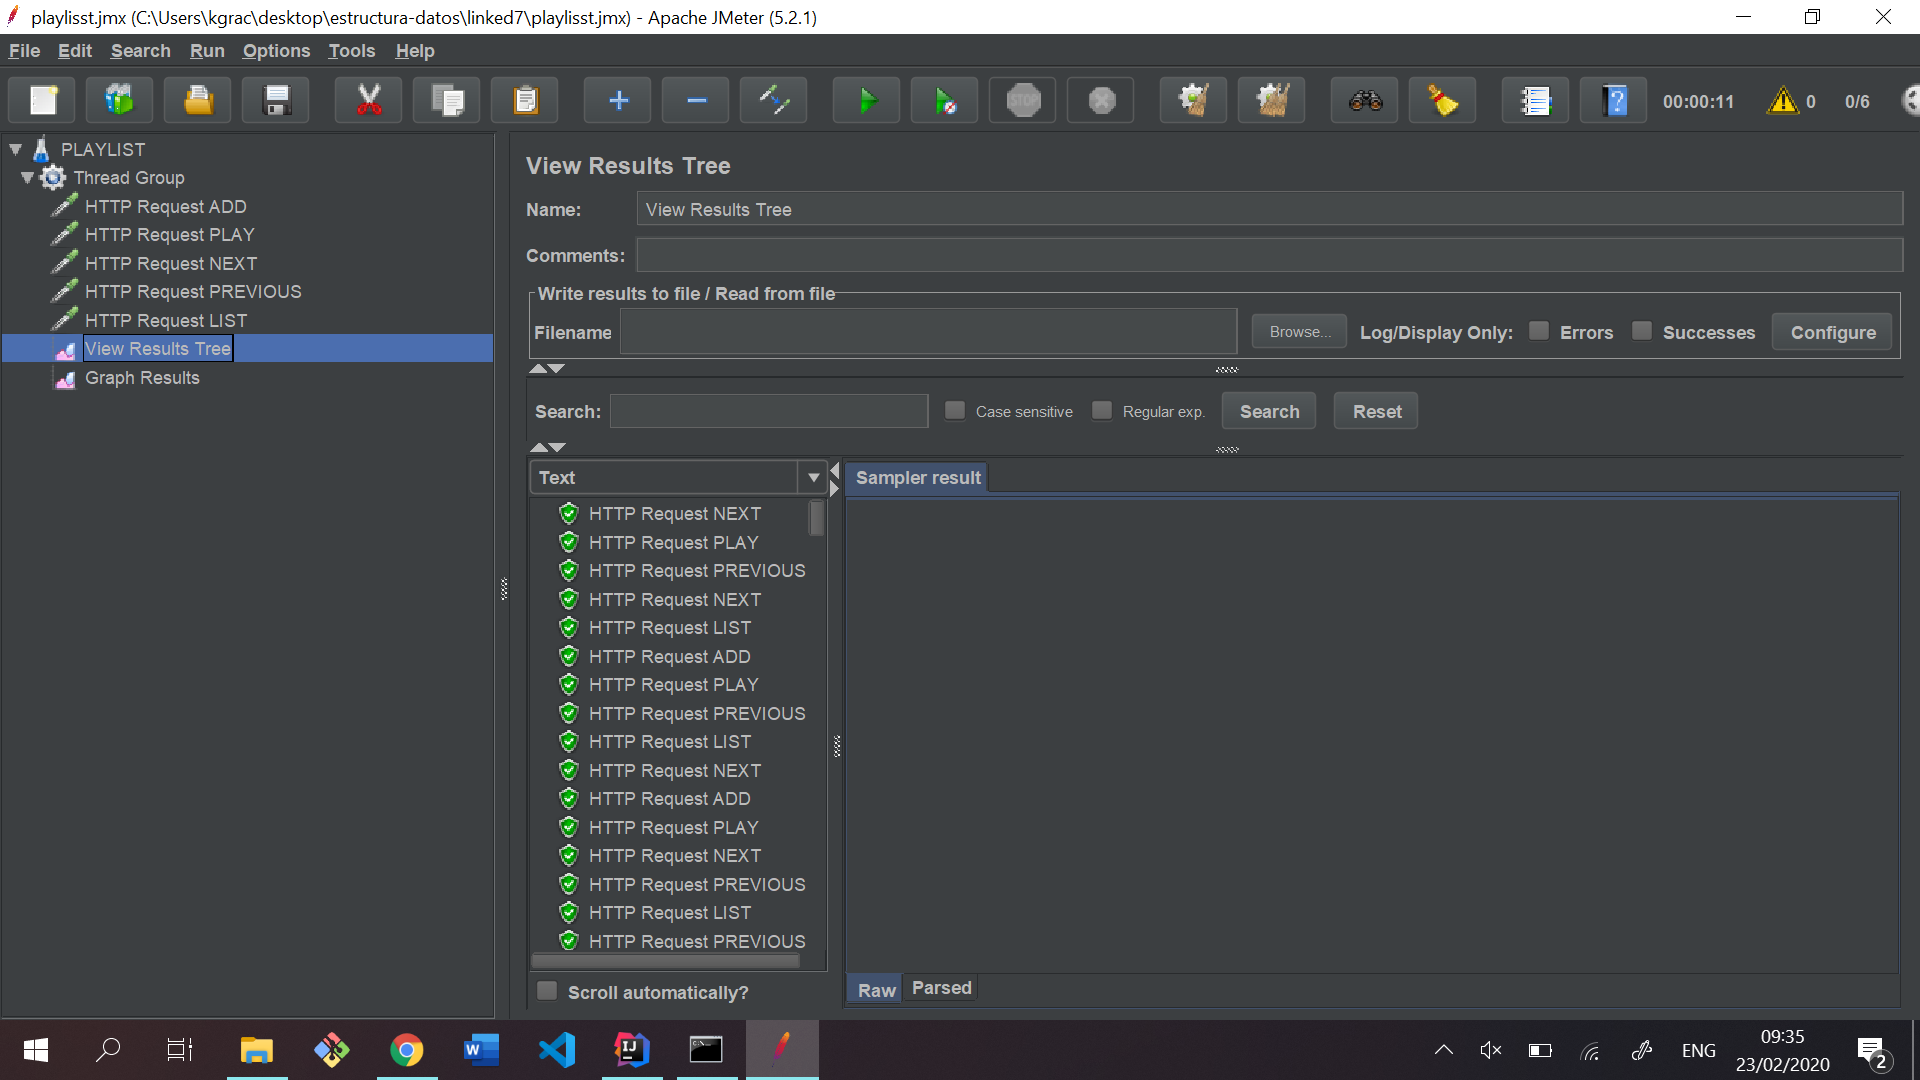 playlisst.jmx (C:\Users\kgrac\desktop\estructura-datos\linked7\playlisst.jmx) - Apache JMeter (5.2.1)
File Edit Search Run Options Tools Help
STOP
00:00:11 0 0/6
PLAYLIST
Thread Group
HTTP Request ADD
HTTP Request PLAY
HTTP Request NEXT
HTTP Request PREVIOUS
HTTP Request LIST
View Results Tree
Graph Results
View Results Tree
Name: View Results Tree
Comments:
Write results to file / Read from file
Filename Browse... Log/Display Only: Errors Successes Configure
Search: Case sensitive Regular exp. Search Reset
Text
HTTP Request NEXT
HTTP Request PLAY
HTTP Request PREVIOUS
HTTP Request NEXT
HTTP Request LIST
HTTP Request ADD
HTTP Request PLAY
HTTP Request PREVIOUS
HTTP Request LIST
HTTP Request NEXT
HTTP Request ADD
HTTP Request PLAY
HTTP Request NEXT
HTTP Request PREVIOUS
HTTP Request LIST
HTTP Request PREVIOUS
Scroll automatically?
Sampler result
Raw Parsed
ENG
09:35
23/02/2020
2